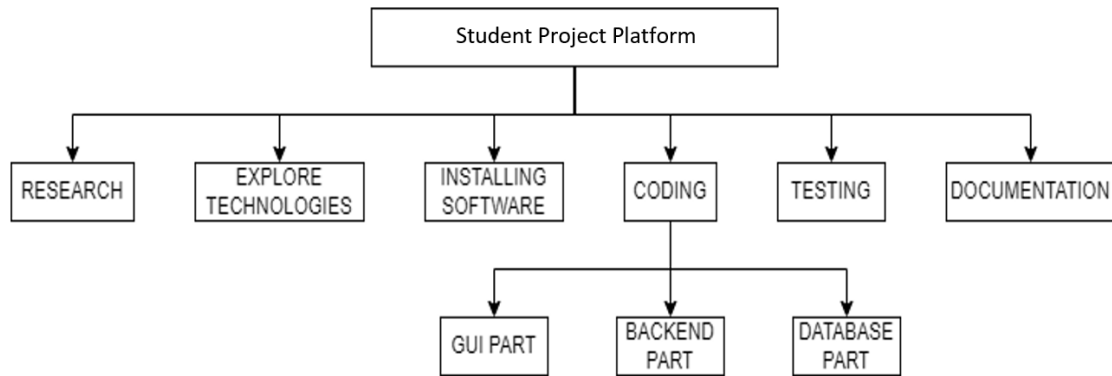 Student Project Platform
RESEARCH
EXPLORE
TECHNOLOGIES
INSTALLING
SOFTWARE
CODING
TESTING
DOCUMENTATION
GUI PART
BACKEND
PART
DATABASE
PART